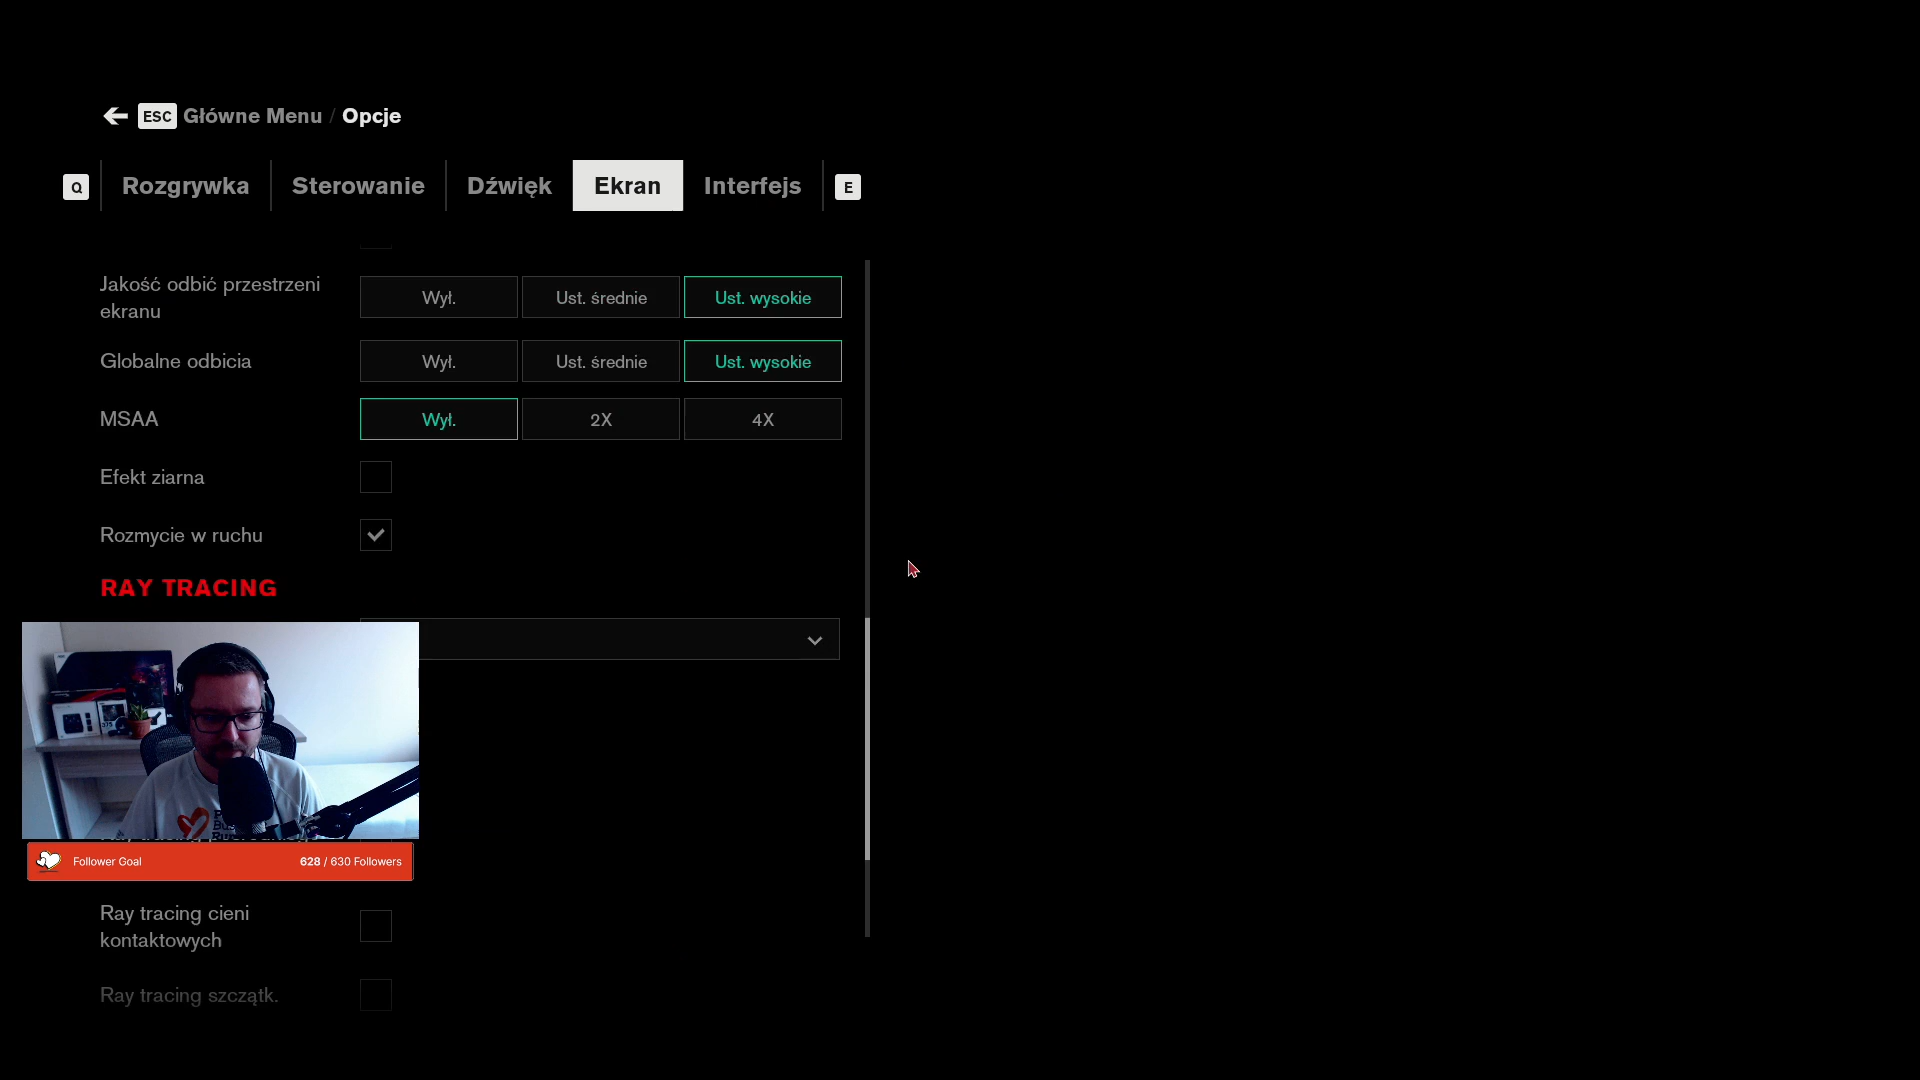 ESC Główne Menu / Opcje
Q Rozgrywka Sterowanie Dźwięk Ekran Interfejs E
Jakość odbić przestrzeni
ekranu
Wył. Ust. średnie Ust. wysokie
Globalne odbicia Wył. Ust. średnie Ust. wysokie
MSAA Wył. 2X 4X
Efekt ziarna
Rozmycie w ruchu
RAY TRACING
Follower Goal 628 / 630 Followers
Ray tracing cieni
kontaktowych
Ray tracing szczątk.